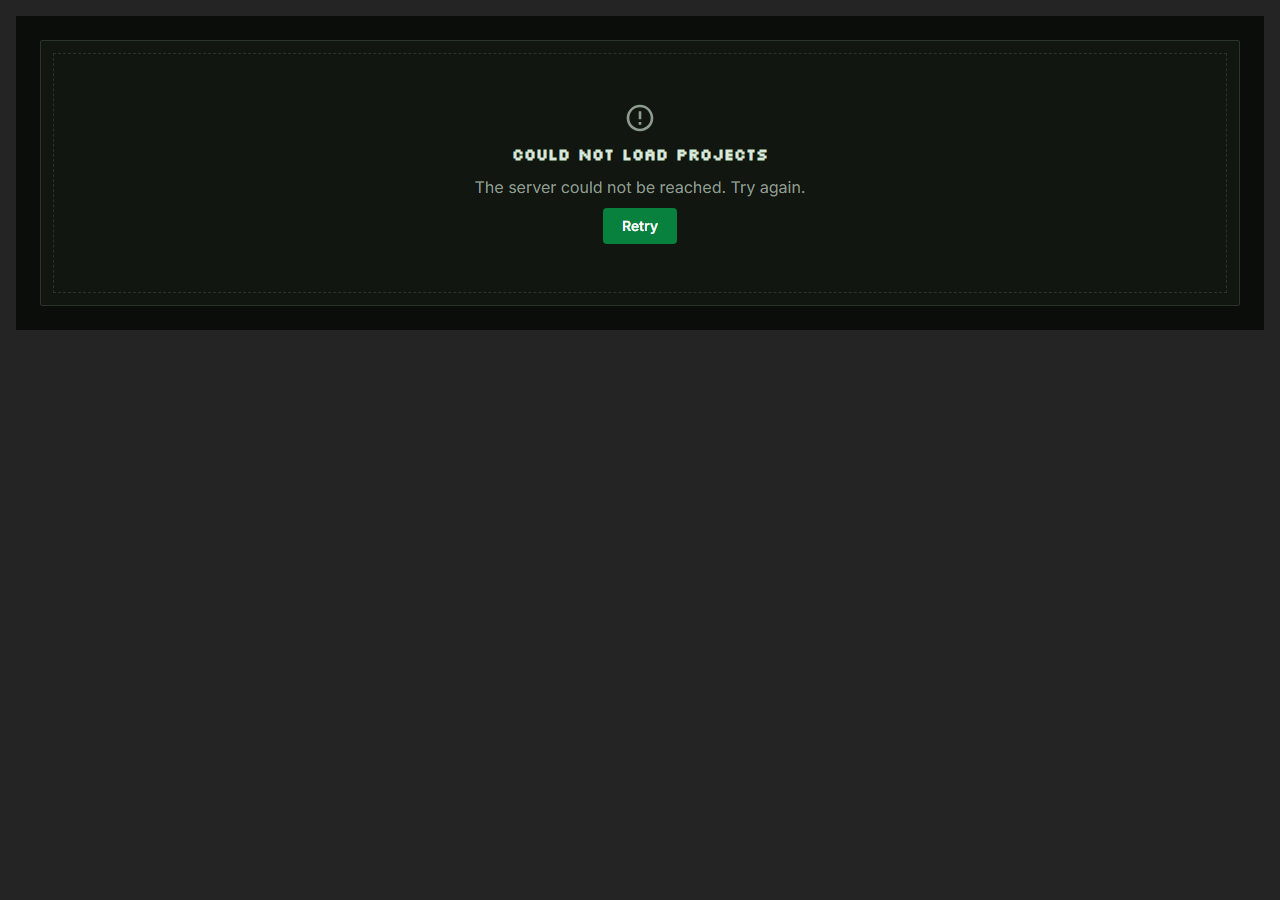 COULD NOT LOAD PROJECTS
The server could not be reached. Try again.
Retry